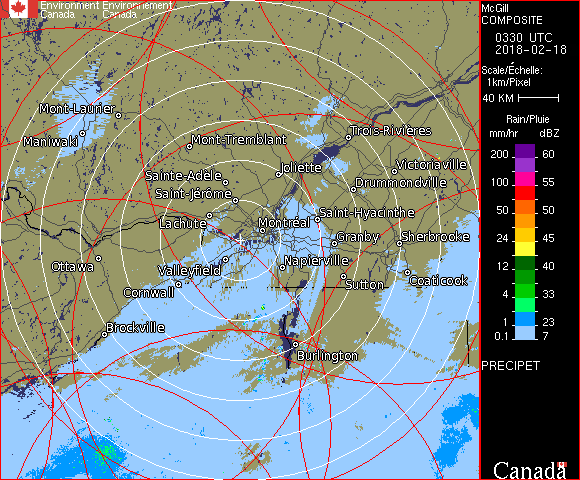 Environment Environnement
Canada Canada
McGill
COMPOSITE
0330 UTC
2018-02-18
Scale/Échelle:
1km/Pixel
40 KM
Rain/Pluie
mm/hr dBZ
200 60
100 55
50 50
24 45
12 40
4 33
1 23
0.1 7
PRECIPET
Canada
Mont-Laurier
Maniwaki
Mont-Tremblant
Trois-Rivières
Victoriaville
Joliette
Sainte-Adèle
Drummondville
Saint-Jérôme
Saint-Hyacinthe
Lachute
Montréal
Granby
Sherbrooke
Ottawa
Valleyfield
Napierville
Coaticook
Sutton
Cornwall
Brockville
Burlington